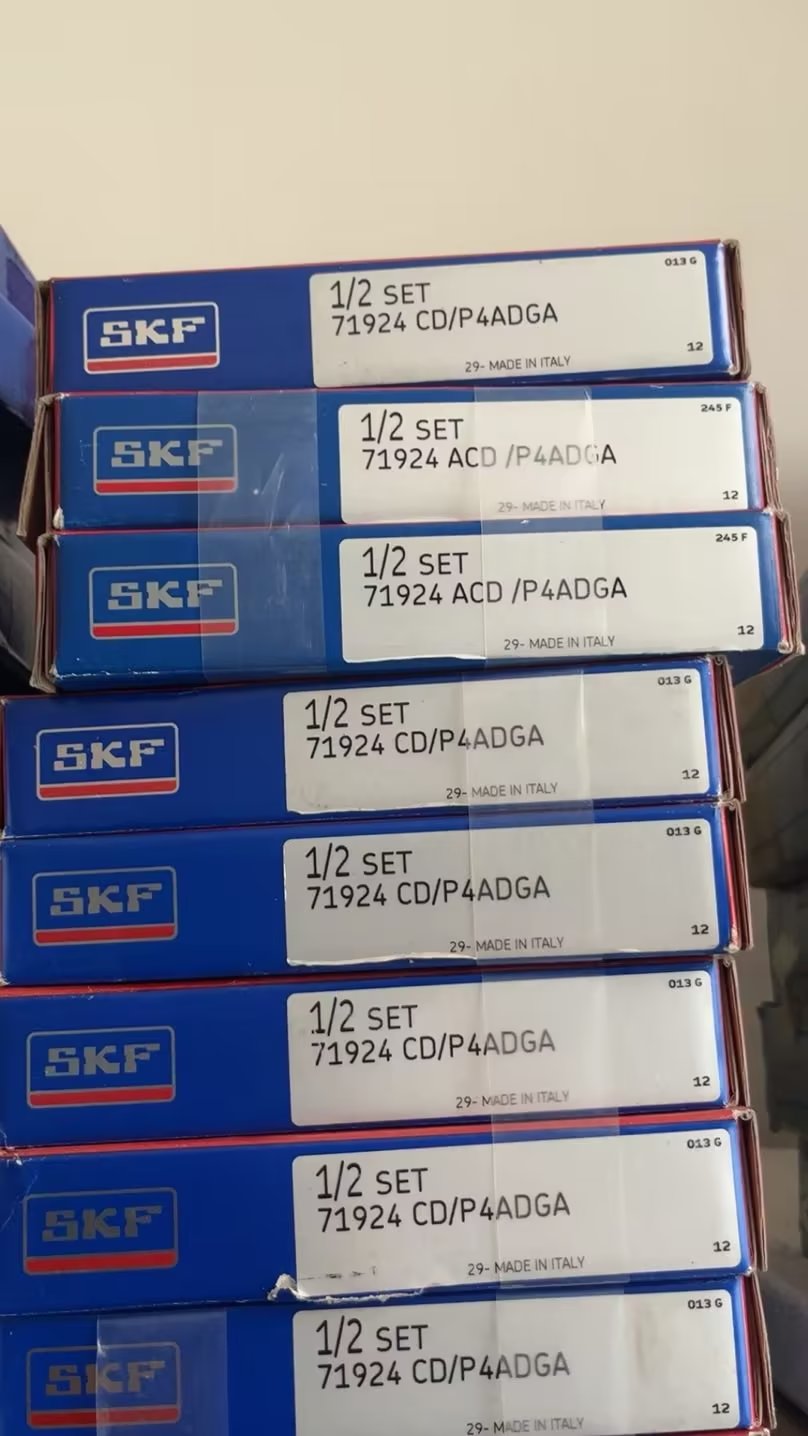 013 G
SKF
1/2 SET
71924 CD/P4ADGA
12
29- MADE IN ITALY
245 F
SKF
1/2 SET
71924 ACD /P4ADGA
12
29- MADE IN ITALY
245 F
SKF
1/2 SET
71924 ACD /P4ADGA
12
29- MADE IN ITALY
013 G
SKF
1/2 SET
71924 CD/P4ADGA
12
29- MADE IN ITALY
013 G
SKF
1/2 SET
71924 CD/P4ADGA
12
29- MADE IN ITALY
013 G
SKF
1/2 SET
71924 CD/P4ADGA
12
29- MADE IN ITALY
013 G
SKF
1/2 SET
71924 CD/P4ADGA
12
29- MADE IN ITALY
013 G
SKF
1/2 SET
71924 CD/P4ADGA
12
29- MADE IN ITALY